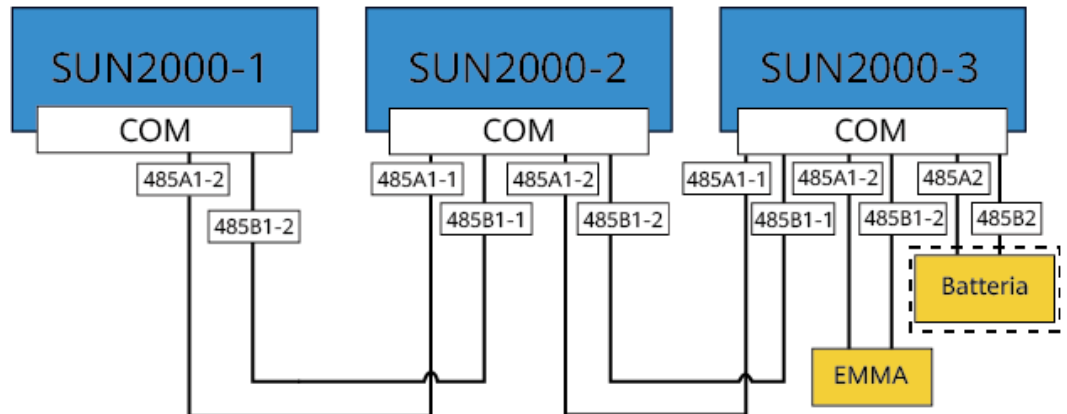 SUN2000-1
SUN2000-2
SUN2000-3
COM
COM
COM
485A1-2
485A1-1
485A1-2
485A1-1
485A1-2
485A2
485B1-2
485B1-1
485B1-2
485B1-1
485B1-2
485B2
Batteria
EMMA